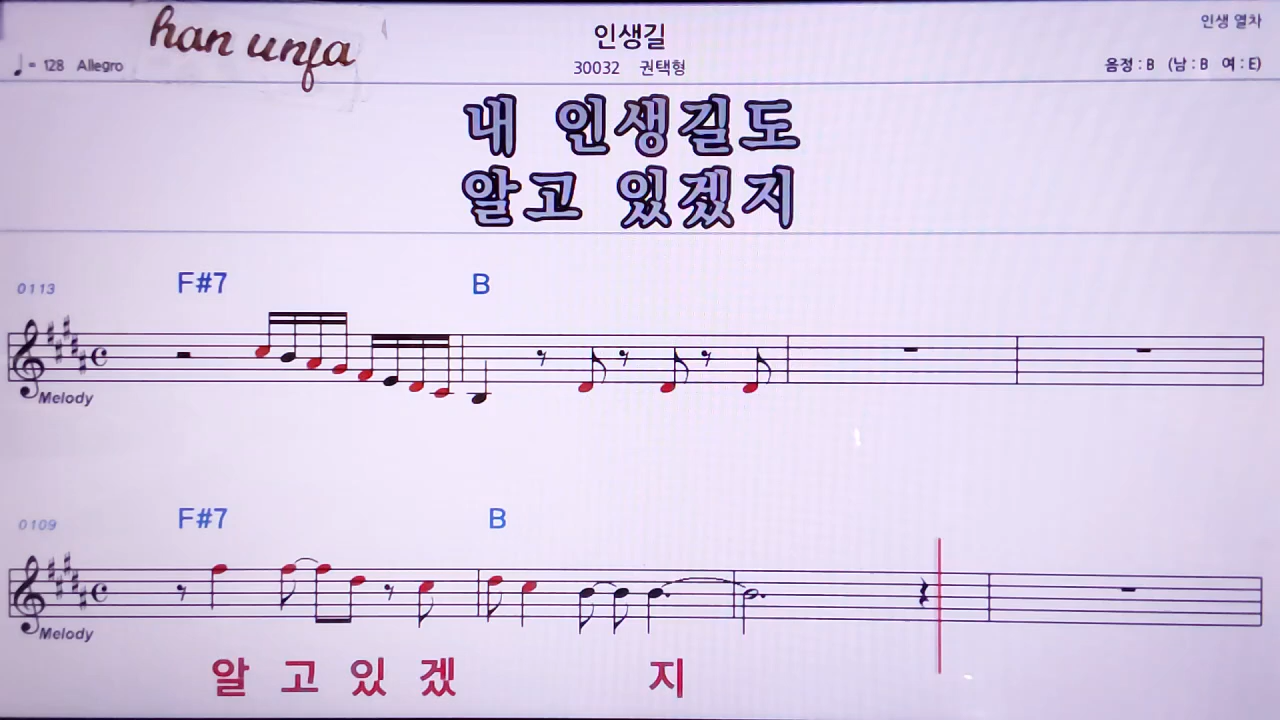 han unfa
인생길
인생 열차
♩= 128 Allegro
30032 권택형
음정 : B (남 : B 여 : E)
내 인생길도
알고 있겠지
0113
F#7 B
Melody
0109
F#7 B
Melody
알 고 있 겠 지